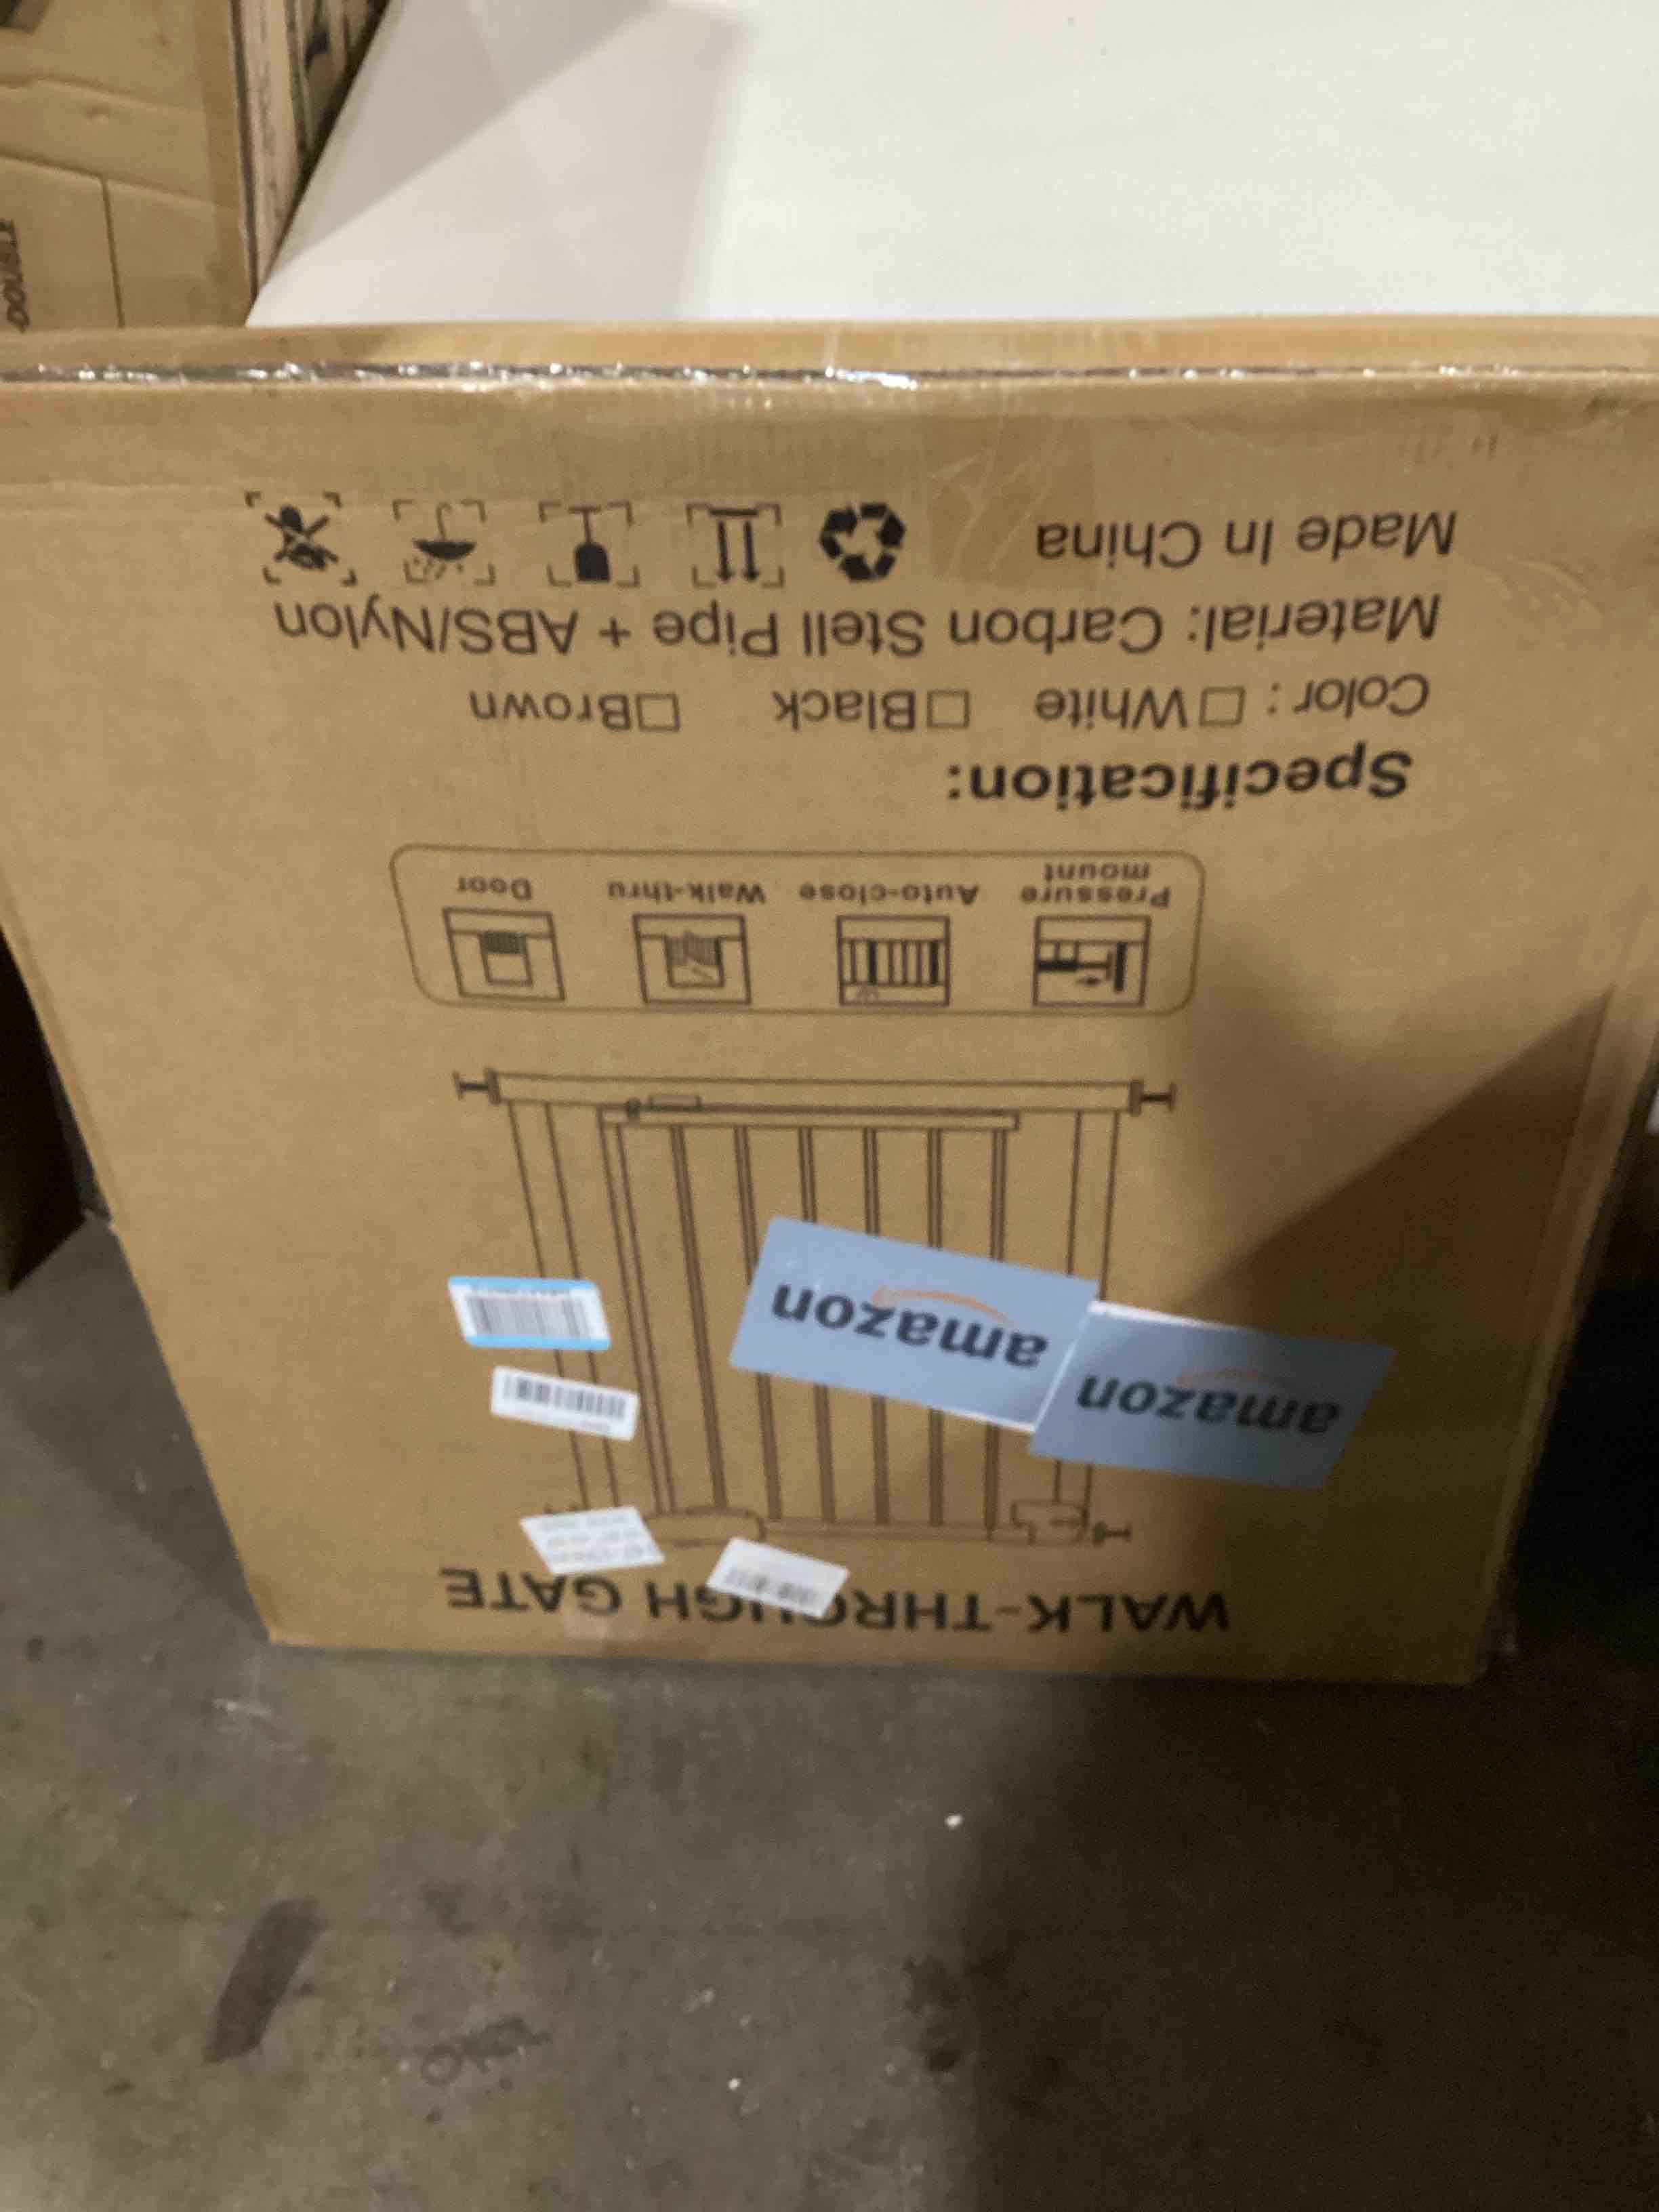 WALK-THROUGH GATE
amazon
amazon
Pressure mount
Auto-close
Walk-thru
Door
Specification:
Color : □White □Black □Brown
Material: Carbon Stell Pipe + ABS/Nylon
Made In China
DOUBLE